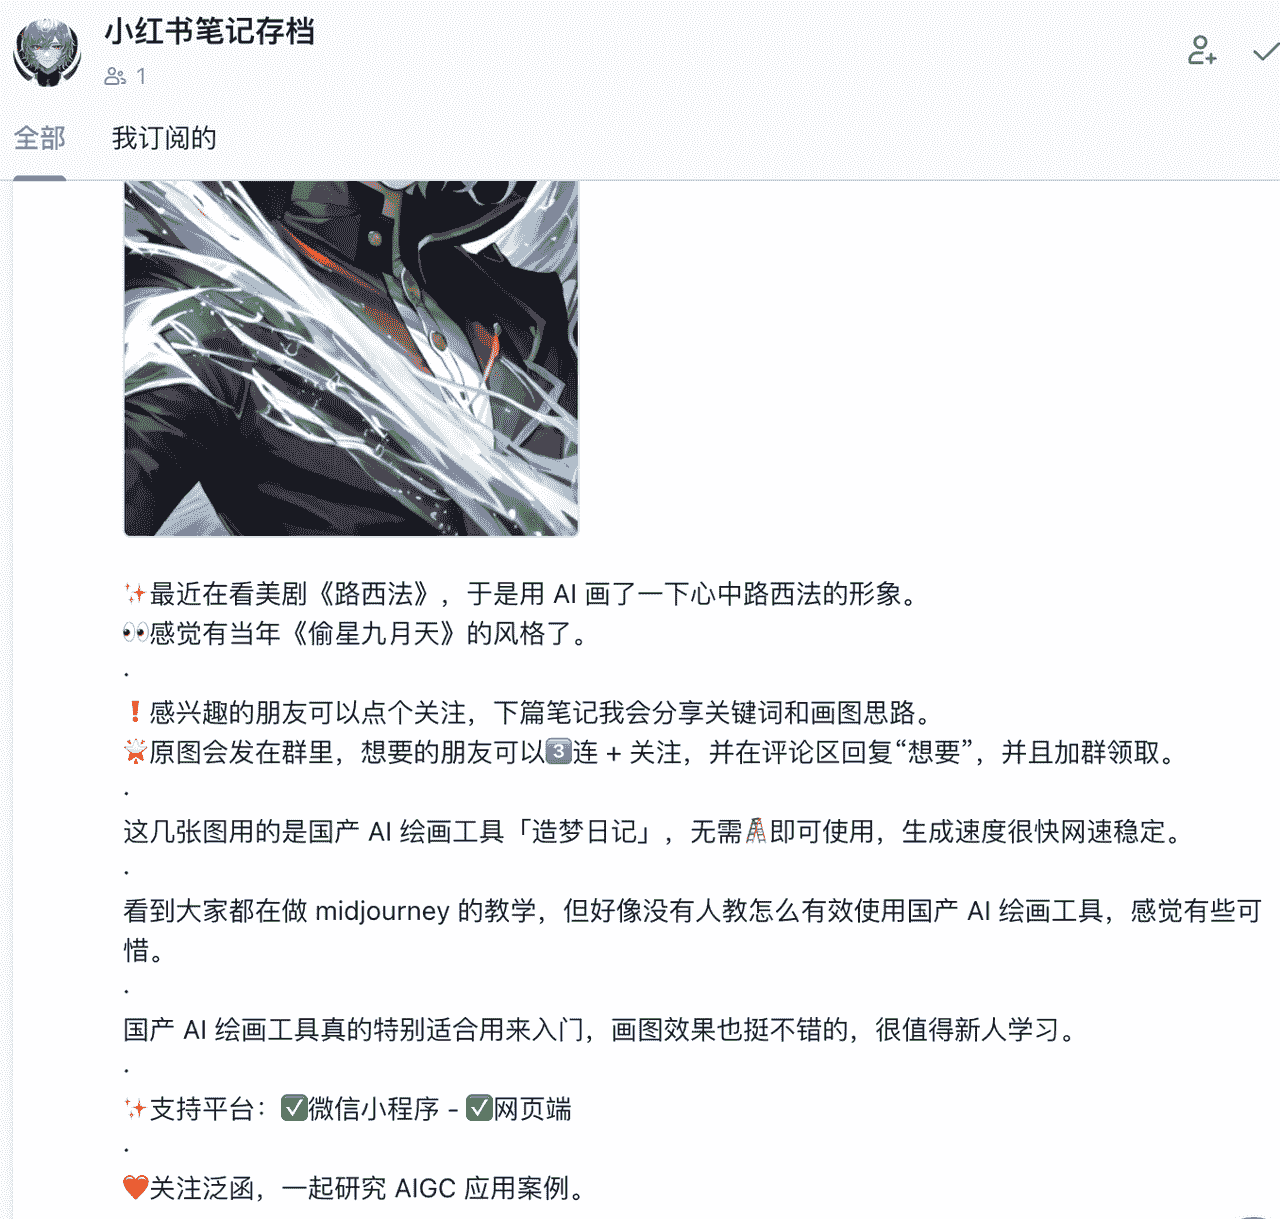 小红书笔记存档
1
全部 我订阅的
✨最近在看美剧《路西法》，于是用 AI 画了一下心中路西法的形象。
👀感觉有当年《偷星九月天》的风格了。
.
❗感兴趣的朋友可以点个关注，下篇笔记我会分享关键词和画图思路。
🌟原图会发在群里，想要的朋友可以3️⃣连 + 关注，并在评论区回复“想要”，并且加群领取。
.
这几张图用的是国产 AI 绘画工具「造梦日记」，无需🪜即可使用，生成速度很快网速稳定。
.
看到大家都在做 midjourney 的教学，但好像没有人教怎么有效使用国产 AI 绘画工具，感觉有些可
惜。
.
国产 AI 绘画工具真的特别适合用来入门，画图效果也挺不错的，很值得新人学习。
.
✨支持平台：✅微信小程序 - ✅网页端
.
❤️关注泛函，一起研究 AIGC 应用案例。